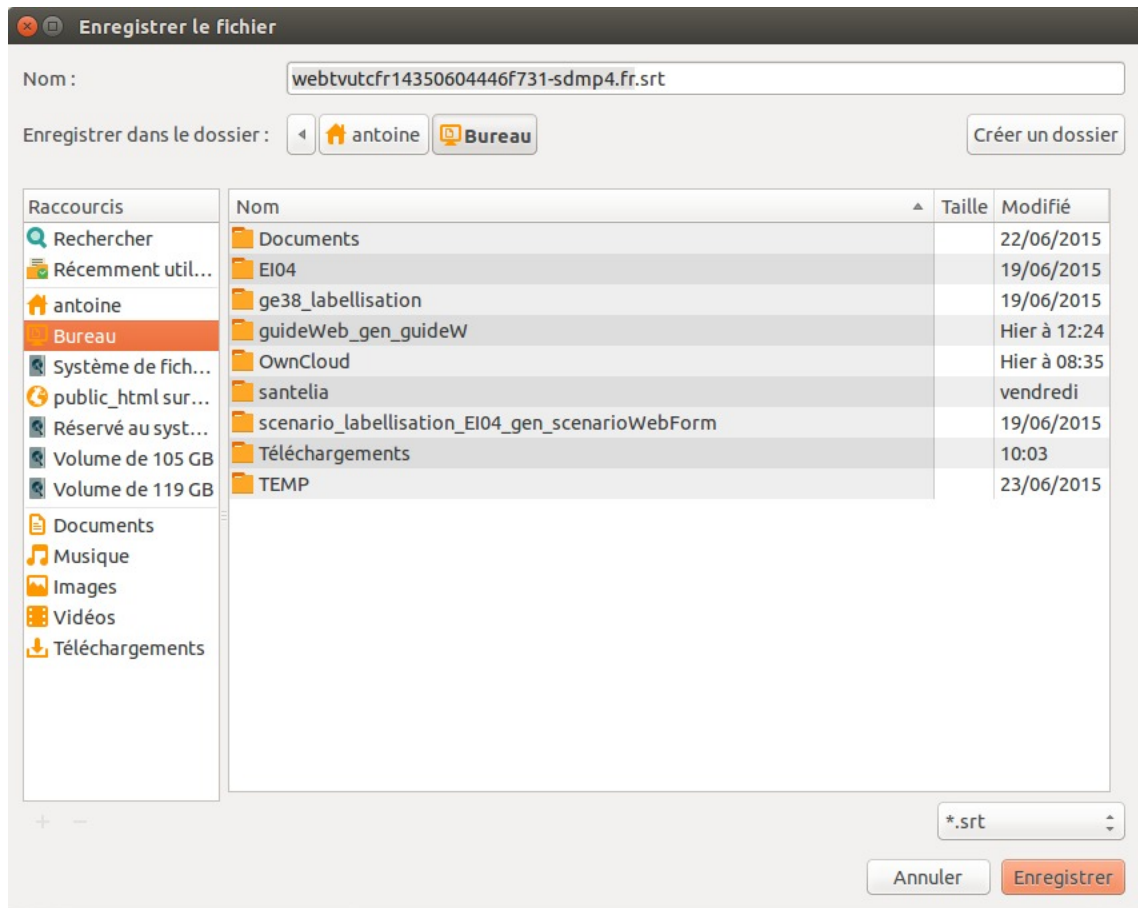 Enregistrer le fichier
Nom : webtvutcfr14350604446f731-sdmp4.fr.srt
Enregistrer dans le dossier : antoine Bureau Créer un dossier
Raccourcis
Rechercher
Récemment util...
antoine
Bureau
Système de fich...
public_html sur...
Réservé au syst...
Volume de 105 GB
Volume de 119 GB
Documents
Musique
Images
Vidéos
Téléchargements
Nom Taille Modifié
Documents 22/06/2015
EI04 19/06/2015
ge38_labellisation 19/06/2015
guideWeb_gen_guideW Hier à 12:24
OwnCloud Hier à 08:35
santelia vendredi
scenario_labellisation_EI04_gen_scenarioWebForm 19/06/2015
Téléchargements 10:03
TEMP 23/06/2015
*.srt
Annuler Enregistrer